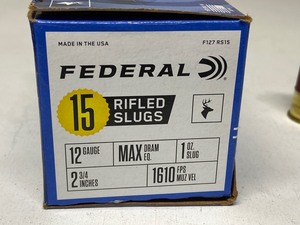 MADE IN THE USA F127 RS15
FEDERAL
15 RIFLED
SLUGS
12 GAUGE MAX DRAM EQ. 1 OZ. SLUG
2 3/4 INCHES 1610 FPS MUZ VEL